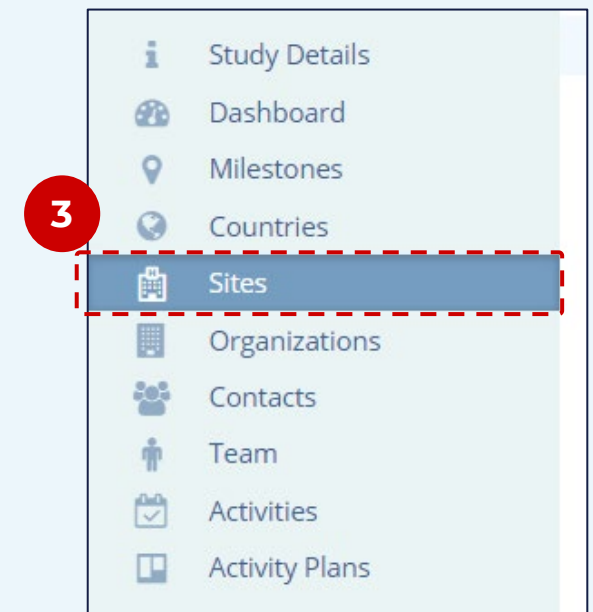 Study Details
Dashboard
Milestones
3
Countries
Sites
Organizations
Contacts
Team
Activities
Activity Plans